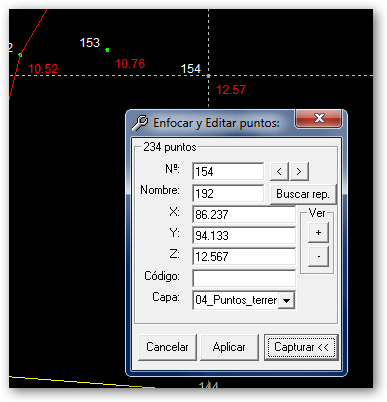 2
153
10.52
10.76
154
12.57
Enfocar y Editar puntos:
234 puntos
Nº: 154 < >
Nombre: 192 Buscar rep.
X: 86.237 Ver
Y: 94.133 +
Z: 12.567 -
Código:
Capa: 04_Puntos_terrer
Cancelar Aplicar Capturar <<
144